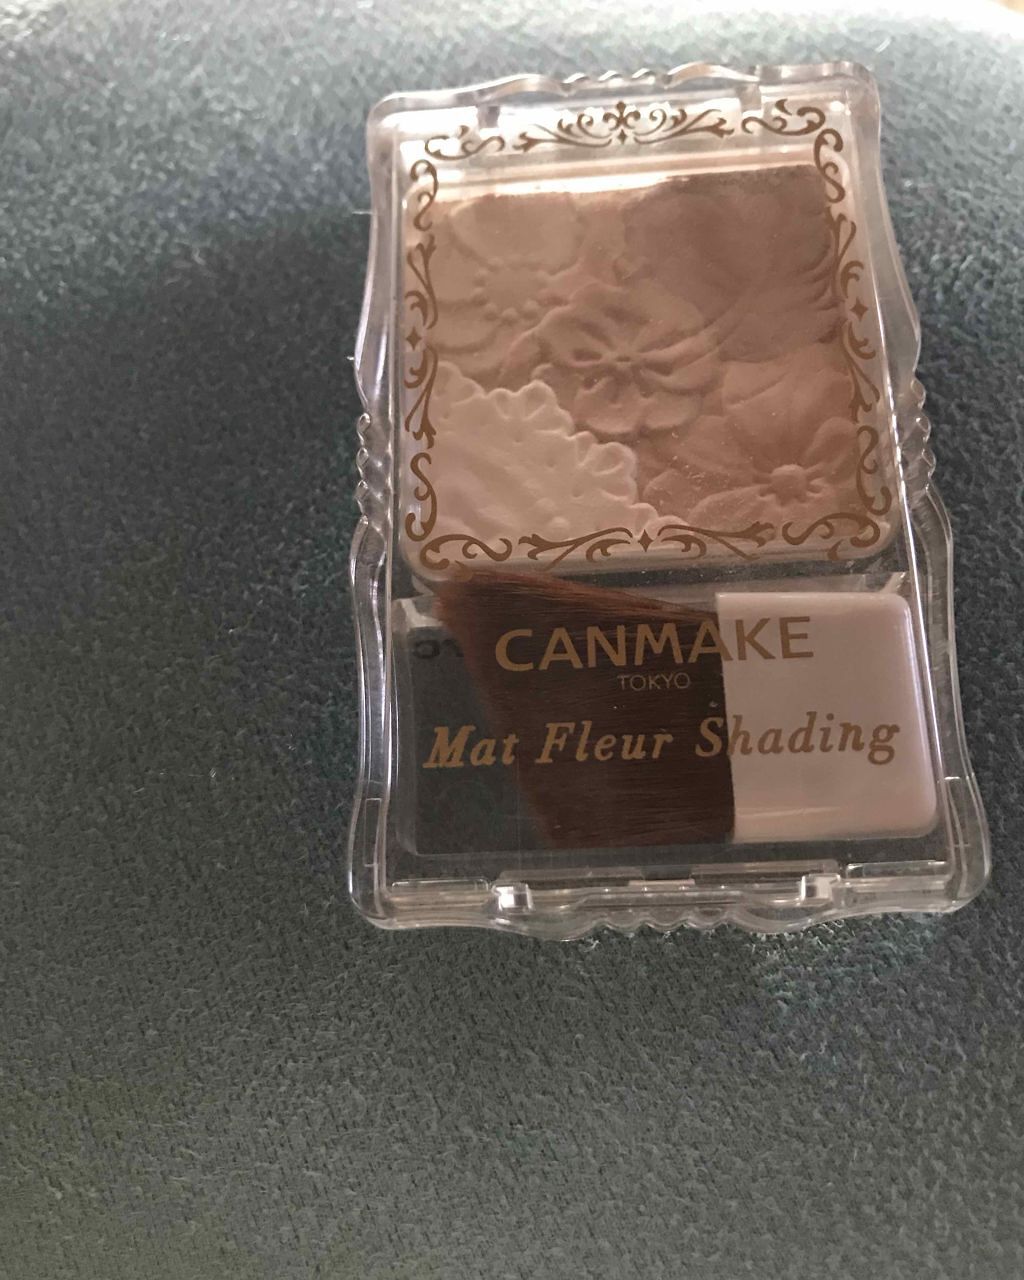 CANMAKE
TOKYO
Mat Fleur Shading